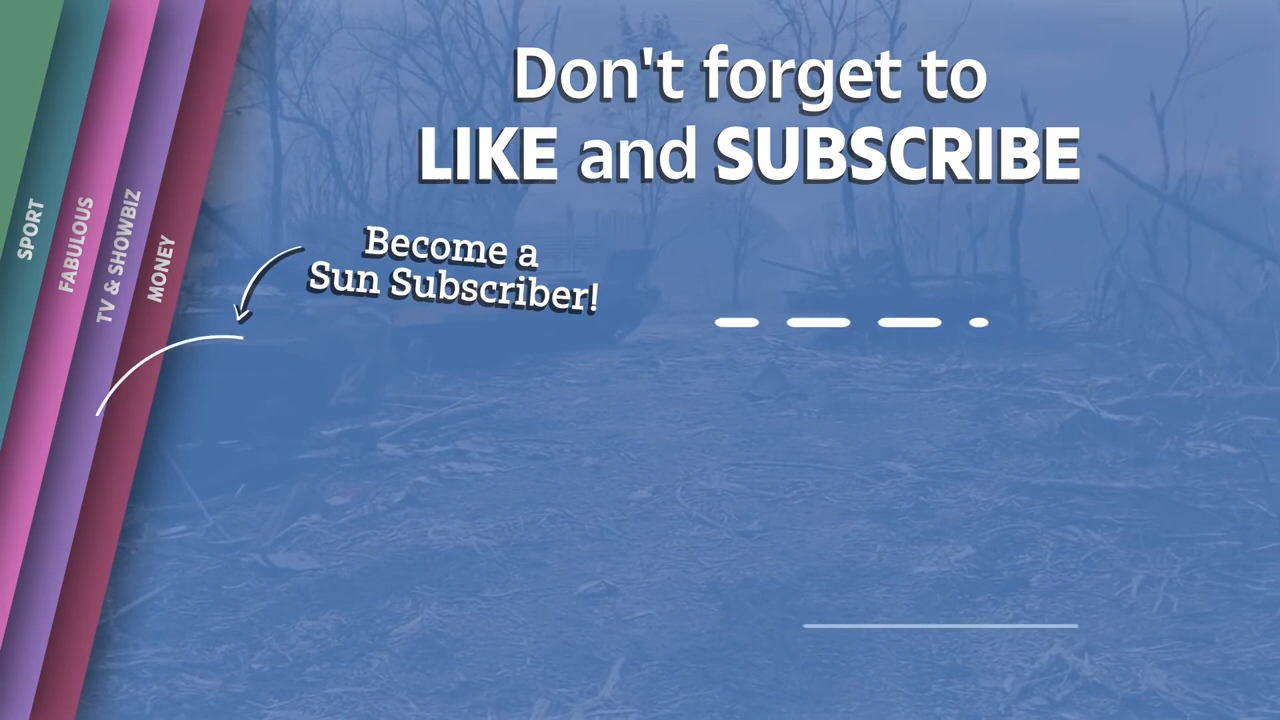 Don't forget to
LIKE and SUBSCRIBE
Become a
Sun Subscriber!
SPORT
FABULOUS
TV & SHOWBIZ
MONEY